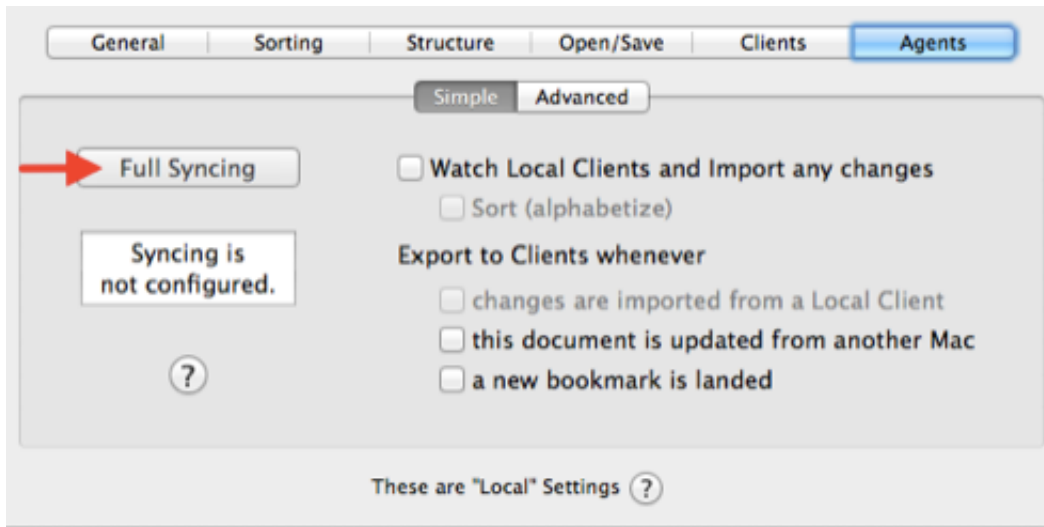 General Sorting Structure Open/Save Clients Agents
Simple Advanced
Full Syncing
Syncing is
not configured.
?
Watch Local Clients and Import any changes
Sort (alphabetize)
Export to Clients whenever
changes are imported from a Local Client
this document is updated from another Mac
a new bookmark is landed
These are "Local" Settings ?